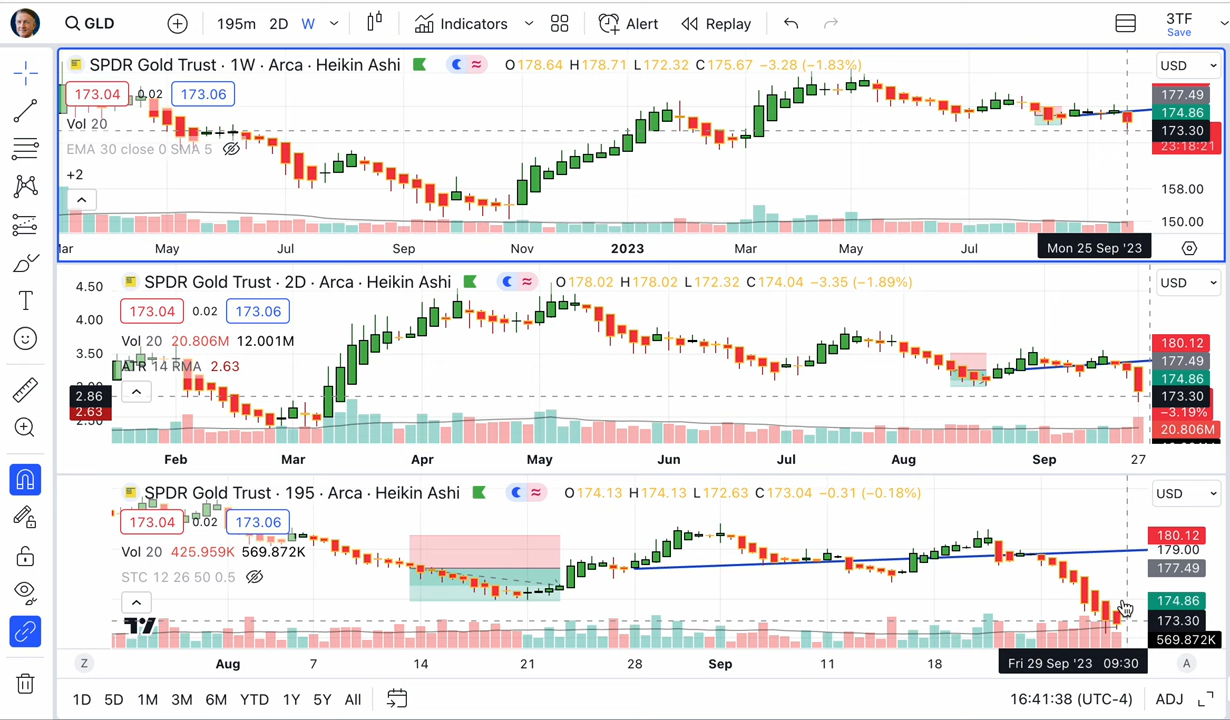 GLD 195m 2D W Indicators Alert Replay 3TF
Save
SPDR Gold Trust · 1W · Arca · Heikin Ashi O178.64 H178.71 L172.32 C175.67 −3.28 (−1.83%) USD
173.04 0.02 173.06 177.49
Vol 20 174.86
173.30
EMA 30 close 0 SMA 5 23:18:21
+2
158.00
150.00
May Jul Sep Nov 2023 Mar May Jul Mon 25 Sep '23
SPDR Gold Trust · 2D · Arca · Heikin Ashi O178.02 H178.02 L172.32 C174.04 −3.35 (−1.89%) USD
4.50
173.04 0.02 173.06
4.00
Vol 20 20.806M 12.001M 180.12
3.50 177.49
ATR 14 RMA 2.63 174.86
2.86 173.30
2.63 −3.19%
2.50 20.806M
Feb Mar Apr May Jun Jul Aug Sep 27
SPDR Gold Trust · 195 · Arca · Heikin Ashi O174.13 H174.13 L172.63 C173.04 −0.31 (−0.18%) USD
173.04 0.02 173.06
180.12
Vol 20 425.959K 569.872K 179.00
177.49
STC 12 26 50 0.5
174.86
173.30
569.872K
Z Aug 7 14 21 28 Sep 11 18 Fri 29 Sep '23 09:30 A
1D 5D 1M 3M 6M YTD 1Y 5Y All 16:41:38 (UTC-4) ADJ